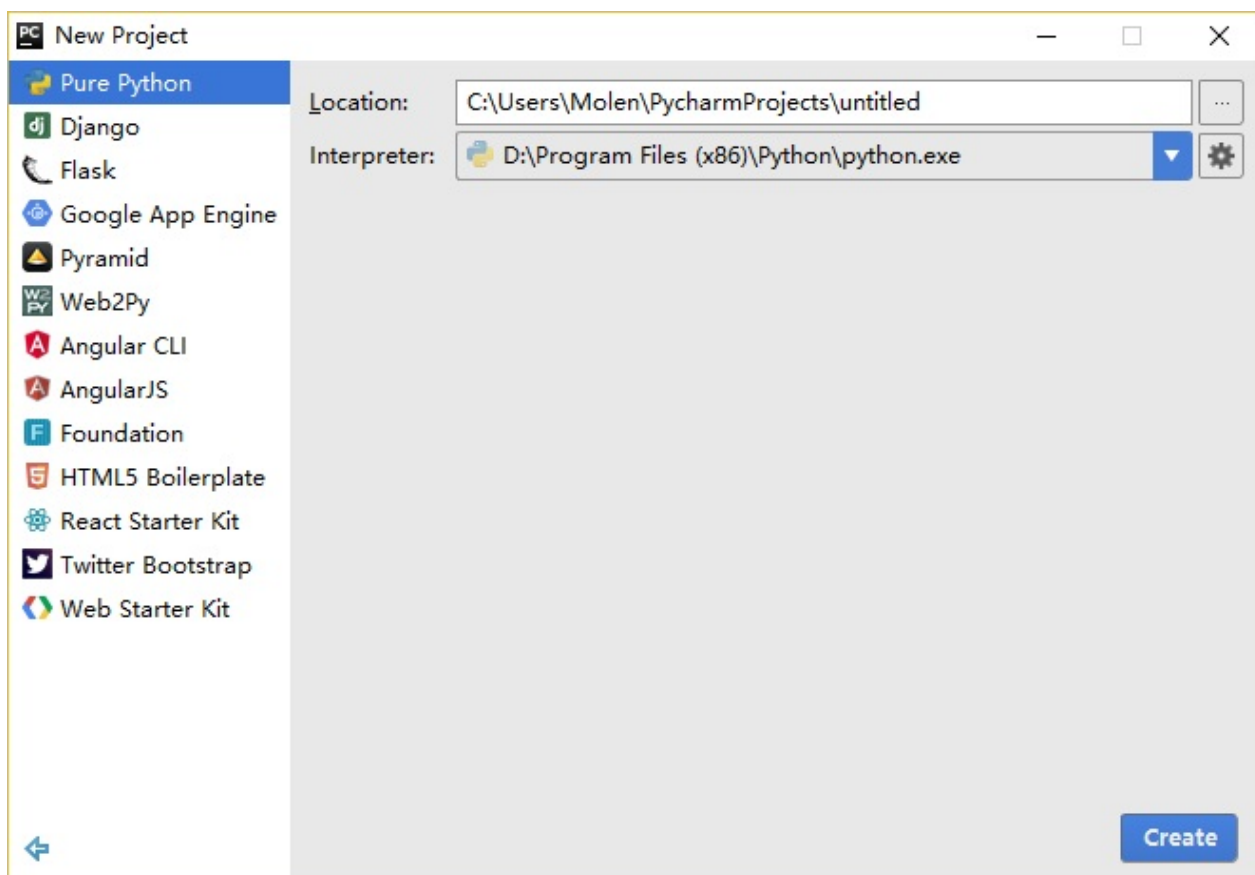 New Project
Pure Python
Django
Flask
Google App Engine
Pyramid
Web2Py
Angular CLI
AngularJS
Foundation
HTML5 Boilerplate
React Starter Kit
Twitter Bootstrap
Web Starter Kit
Location: C:\Users\Molen\PycharmProjects\untitled ...
Interpreter: D:\Program Files (x86)\Python\python.exe
Create